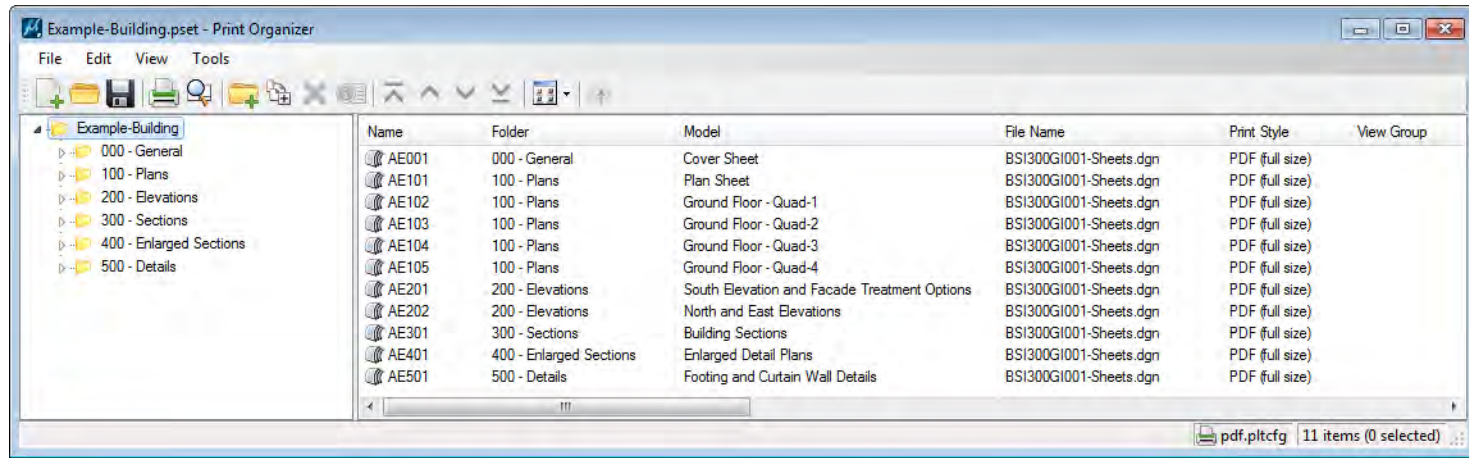 Example-Building.pset - Print Organizer
File Edit View Tools
Example-Building
000 - General
100 - Plans
200 - Elevations
300 - Sections
400 - Enlarged Sections
500 - Details
Name Folder Model File Name Print Style View Group
AE001 000 - General Cover Sheet BSI300GI001-Sheets.dgn PDF (full size)
AE101 100 - Plans Plan Sheet BSI300GI001-Sheets.dgn PDF (full size)
AE102 100 - Plans Ground Floor - Quad-1 BSI300GI001-Sheets.dgn PDF (full size)
AE103 100 - Plans Ground Floor - Quad-2 BSI300GI001-Sheets.dgn PDF (full size)
AE104 100 - Plans Ground Floor - Quad-3 BSI300GI001-Sheets.dgn PDF (full size)
AE105 100 - Plans Ground Floor - Quad-4 BSI300GI001-Sheets.dgn PDF (full size)
AE201 200 - Elevations South Elevation and Facade Treatment Options BSI300GI001-Sheets.dgn PDF (full size)
AE202 200 - Elevations North and East Elevations BSI300GI001-Sheets.dgn PDF (full size)
AE301 300 - Sections Building Sections BSI300GI001-Sheets.dgn PDF (full size)
AE401 400 - Enlarged Sections Enlarged Detail Plans BSI300GI001-Sheets.dgn PDF (full size)
AE501 500 - Details Footing and Curtain Wall Details BSI300GI001-Sheets.dgn PDF (full size)
pdf.pltcfg 11 items (0 selected)